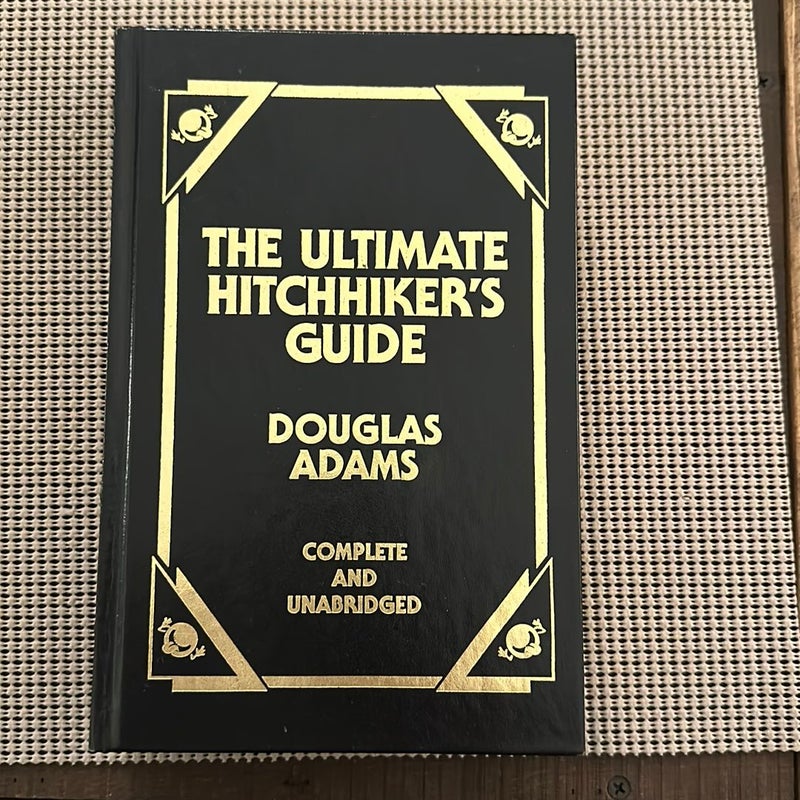 THE ULTIMATE
HITCHHIKER'S
GUIDE
DOUGLAS
ADAMS
COMPLETE
AND
UNABRIDGED